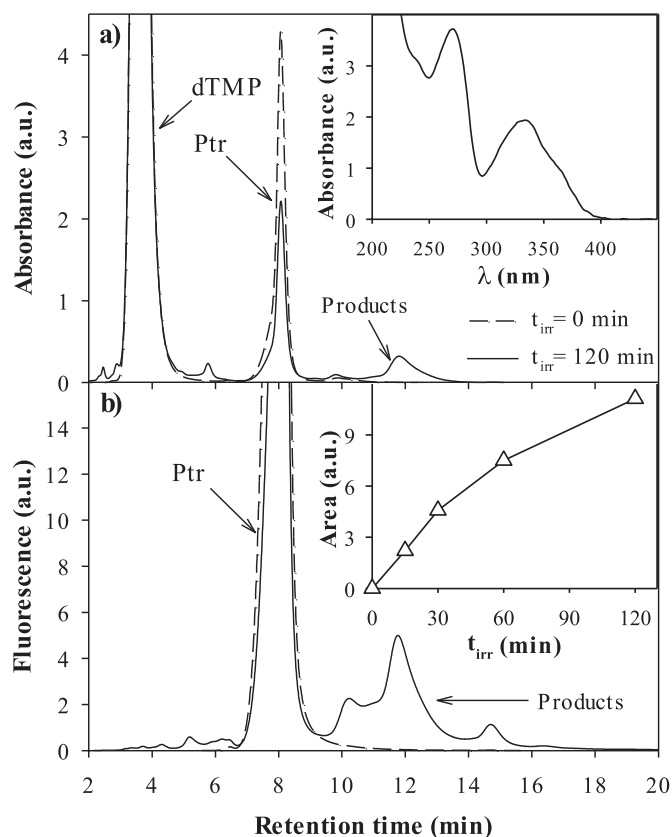 a)
dTMP
Ptr
Products
Absorbance (a.u.)
4
3
2
1
0
Absorbance (a.u.)
3
2
1
0
200 250 300 350 400
λ (nm)
t_irr= 0 min
t_irr= 120 min
b)
Ptr
Products
Fluorescence (a.u.)
14
12
10
8
6
4
2
0
Area (a.u.)
9
6
3
0
0 30 60 90 120
t_irr (min)
2 4 6 8 10 12 14 16 18 20
Retention time (min)